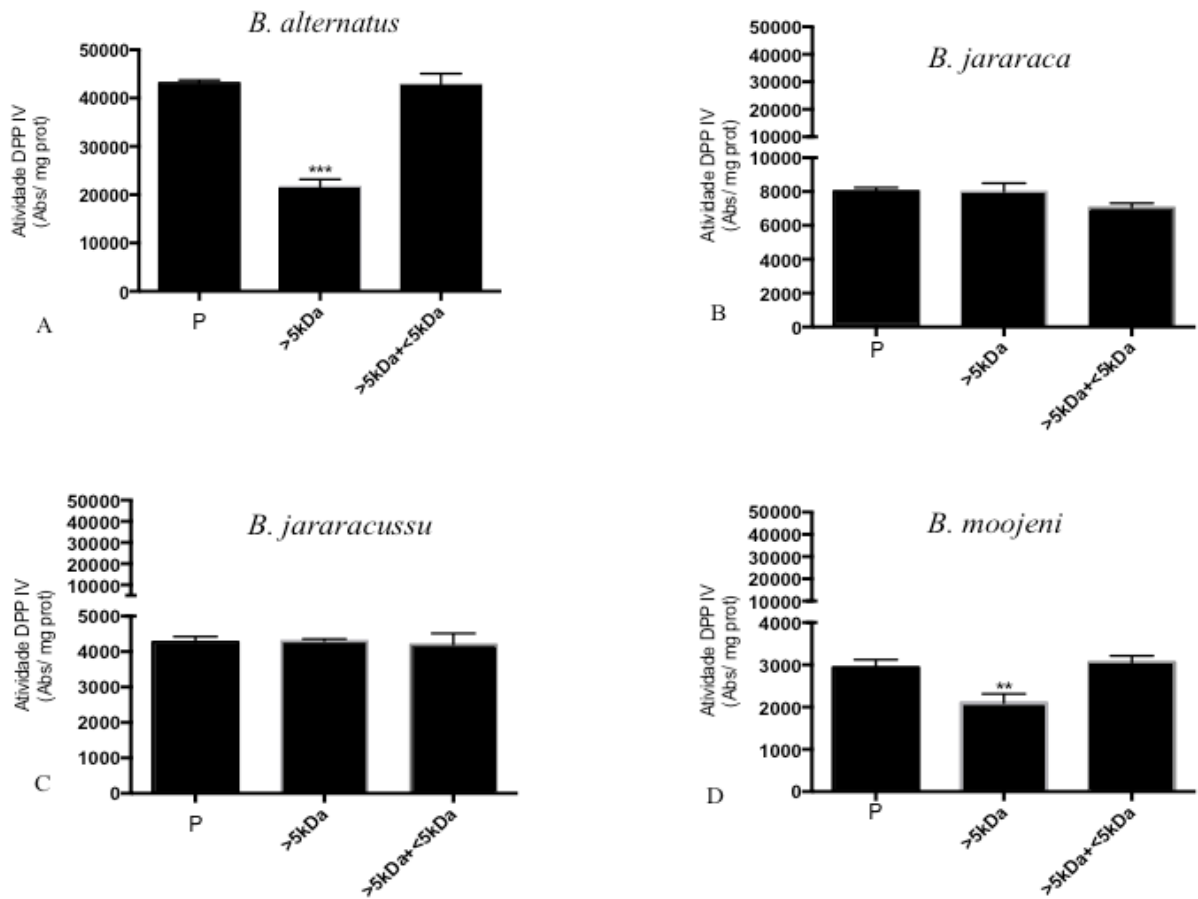 B. alternatus
Atividade DPP IV
(Abs/ mg prot)
50000
40000
30000
20000
10000
0
***
P
>5kDa
>5kDa+<5kDa
A
B. jararaca
Atividade DPP IV
(Abs/ mg prot)
50000
40000
30000
20000
10000
10000
8000
6000
4000
2000
0
P
>5kDa
>5kDa+<5kDa
B
B. jararacussu
Atividade DPP IV
(Abs/ mg prot)
50000
40000
30000
20000
10000
5000
4000
3000
2000
1000
0
P
>5kDa
>5kDa+<5kDa
C
B. moojeni
Atividade DPP IV
(Abs/ mg prot)
50000
40000
30000
20000
10000
4000
3000
2000
1000
0
**
P
>5kDa
>5kDa+<5kDa
D